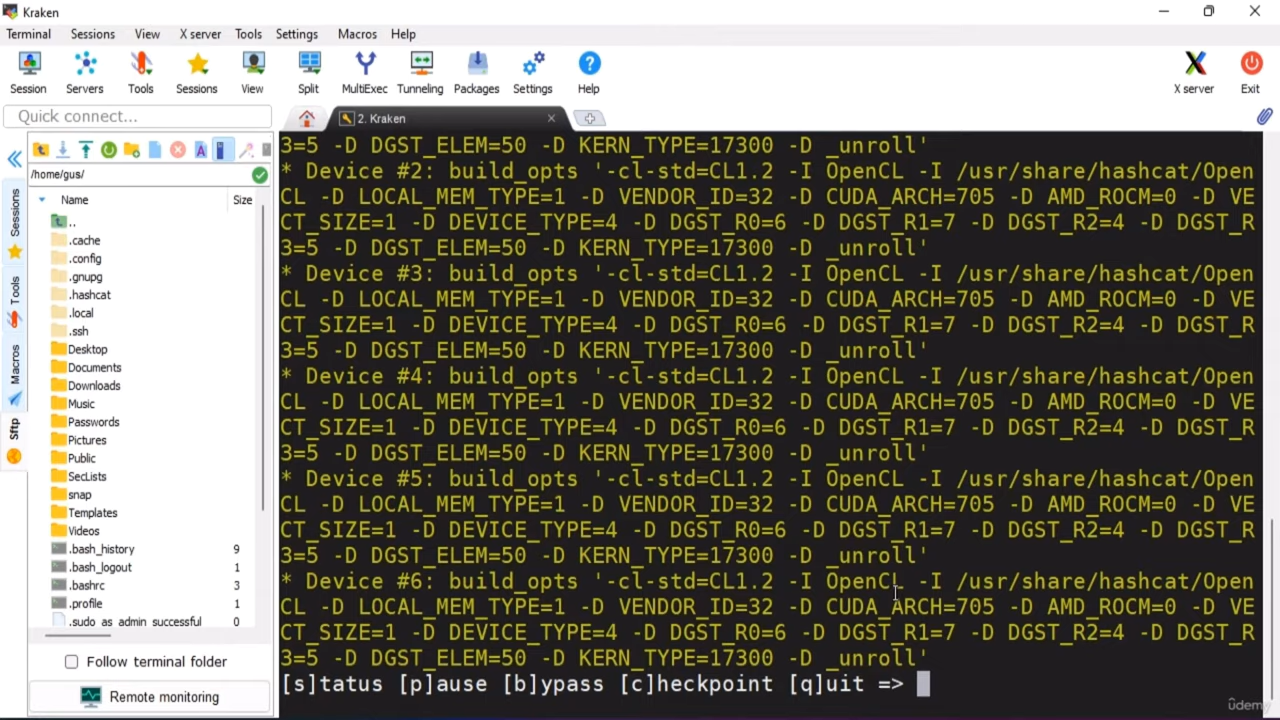 Kraken
Terminal Sessions View X server Tools Settings Macros Help
Session Servers Tools Sessions View Split MultiExec Tunneling Packages Settings Help X server Exit
Quick connect...
2. Kraken
/home/gus/
Name Size
..
.cache
.config
.gnupg
.hashcat
.local
.ssh
Desktop
Documents
Downloads
Music
Passwords
Pictures
Public
SecLists
snap
Templates
Videos
.bash_history 9
.bash_logout 1
.bashrc 3
.profile 1
.sudo_as_admin_successful 0
Follow terminal folder
Remote monitoring
Sessions
Tools
Macros
Sftp
3=5 -D DGST_ELEM=50 -D KERN_TYPE=17300 -D _unroll'
* Device #2: build_opts '-cl-std=CL1.2 -I OpenCL -I /usr/share/hashcat/Open
CL -D LOCAL_MEM_TYPE=1 -D VENDOR_ID=32 -D CUDA_ARCH=705 -D AMD_ROCM=0 -D VE
CT_SIZE=1 -D DEVICE_TYPE=4 -D DGST_R0=6 -D DGST_R1=7 -D DGST_R2=4 -D DGST_R
3=5 -D DGST_ELEM=50 -D KERN_TYPE=17300 -D _unroll'
* Device #3: build_opts '-cl-std=CL1.2 -I OpenCL -I /usr/share/hashcat/Open
CL -D LOCAL_MEM_TYPE=1 -D VENDOR_ID=32 -D CUDA_ARCH=705 -D AMD_ROCM=0 -D VE
CT_SIZE=1 -D DEVICE_TYPE=4 -D DGST_R0=6 -D DGST_R1=7 -D DGST_R2=4 -D DGST_R
3=5 -D DGST_ELEM=50 -D KERN_TYPE=17300 -D _unroll'
* Device #4: build_opts '-cl-std=CL1.2 -I OpenCL -I /usr/share/hashcat/Open
CL -D LOCAL_MEM_TYPE=1 -D VENDOR_ID=32 -D CUDA_ARCH=705 -D AMD_ROCM=0 -D VE
CT_SIZE=1 -D DEVICE_TYPE=4 -D DGST_R0=6 -D DGST_R1=7 -D DGST_R2=4 -D DGST_R
3=5 -D DGST_ELEM=50 -D KERN_TYPE=17300 -D _unroll'
* Device #5: build_opts '-cl-std=CL1.2 -I OpenCL -I /usr/share/hashcat/Open
CL -D LOCAL_MEM_TYPE=1 -D VENDOR_ID=32 -D CUDA_ARCH=705 -D AMD_ROCM=0 -D VE
CT_SIZE=1 -D DEVICE_TYPE=4 -D DGST_R0=6 -D DGST_R1=7 -D DGST_R2=4 -D DGST_R
3=5 -D DGST_ELEM=50 -D KERN_TYPE=17300 -D _unroll'
* Device #6: build_opts '-cl-std=CL1.2 -I OpenCL -I /usr/share/hashcat/Open
CL -D LOCAL_MEM_TYPE=1 -D VENDOR_ID=32 -D CUDA_ARCH=705 -D AMD_ROCM=0 -D VE
CT_SIZE=1 -D DEVICE_TYPE=4 -D DGST_R0=6 -D DGST_R1=7 -D DGST_R2=4 -D DGST_R
3=5 -D DGST_ELEM=50 -D KERN_TYPE=17300 -D _unroll'
[s]tatus [p]ause [b]ypass [c]heckpoint [q]uit =>
ûdemy